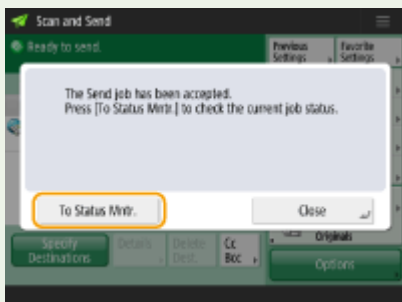 Scan and Send
Ready to send.
Previous Settings
Favorite Settings
The Send job has been accepted.
Press [To Status Mntr.] to check the current job status.
To Status Mntr.
Close
Specify Destinations
Details
Delete Dest.
Cc Bcc
Originals
Options